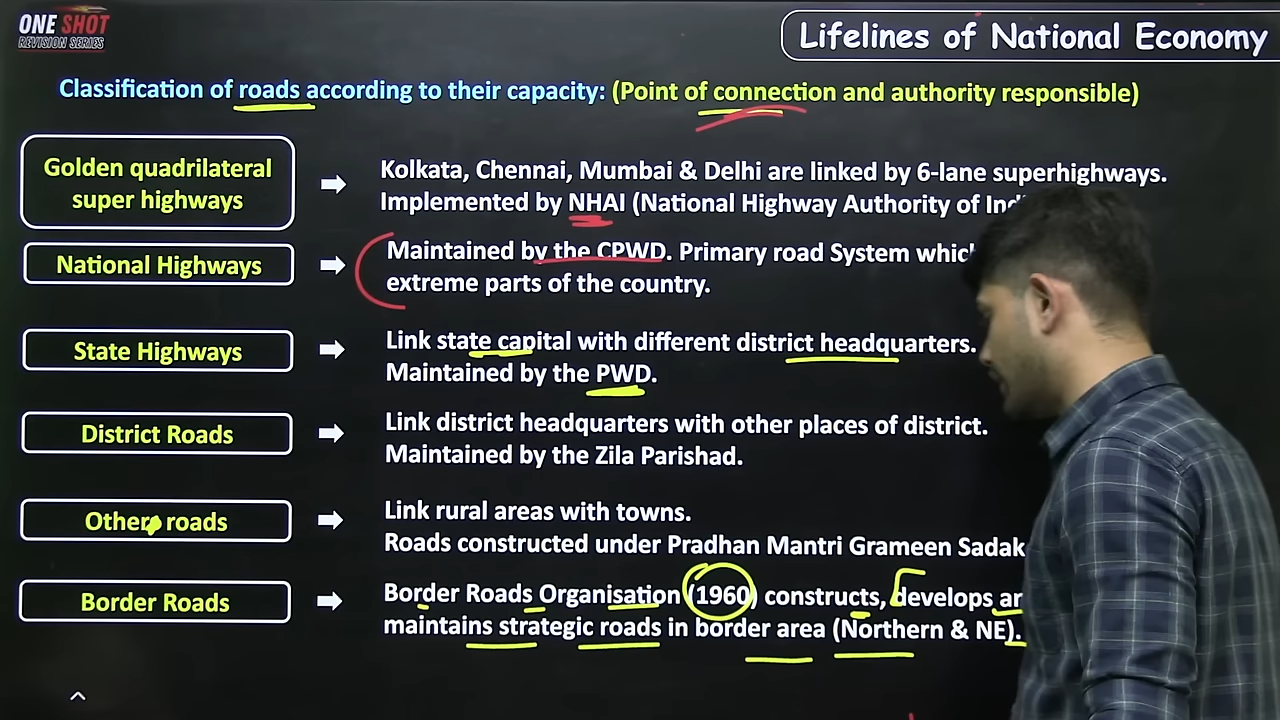 ONE SHOT
REVISION SERIES
Lifelines of National Economy
Classification of roads according to their capacity: (Point of connection and authority responsible)
Golden quadrilateral
super highways
Kolkata, Chennai, Mumbai & Delhi are linked by 6-lane superhighways.
Implemented by NHAI (National Highway Authority of
National Highways
Maintained by the CPWD. Primary road System
extreme parts of the country.
State Highways
Link state capital with different district headquarters.
Maintained by the PWD.
District Roads
Link district headquarters with other places of district.
Maintained by the Zila Parishad.
Other roads
Link rural areas with towns.
Roads constructed under Pradhan Mantri Grameen Sadak
Border Roads
Border Roads Organisation (1960) constructs, develops
maintains strategic roads in border area (Northern & NE).